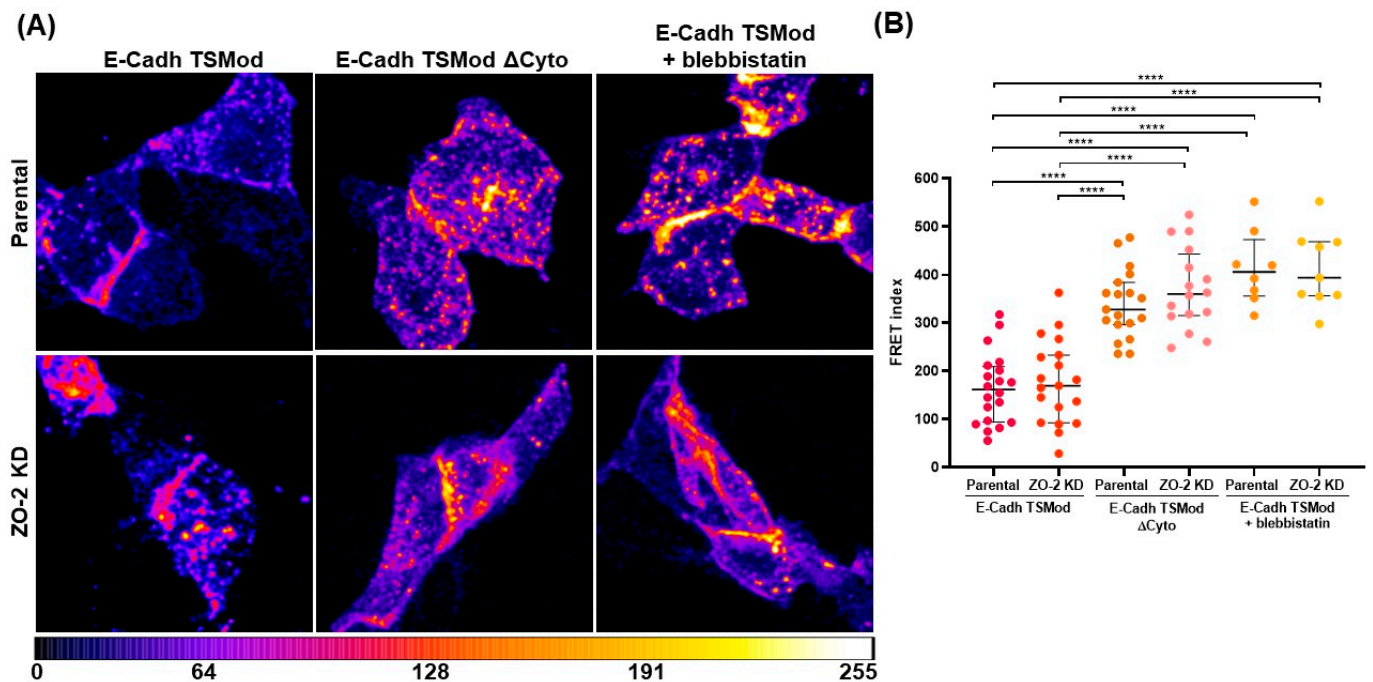 (A)
E-Cadh TSMod
E-Cadh TSMod ΔCyto
E-Cadh TSMod
+ blebbistatin
Parental
ZO-2 KD
0 64 128 191 255
(B)
****
****
****
****
****
****
****
****
FRET index
600
500
400
300
200
100
0
Parental ZO-2 KD Parental ZO-2 KD Parental ZO-2 KD
E-Cadh TSMod
E-Cadh TSMod
ΔCyto
E-Cadh TSMod
+ blebbistatin